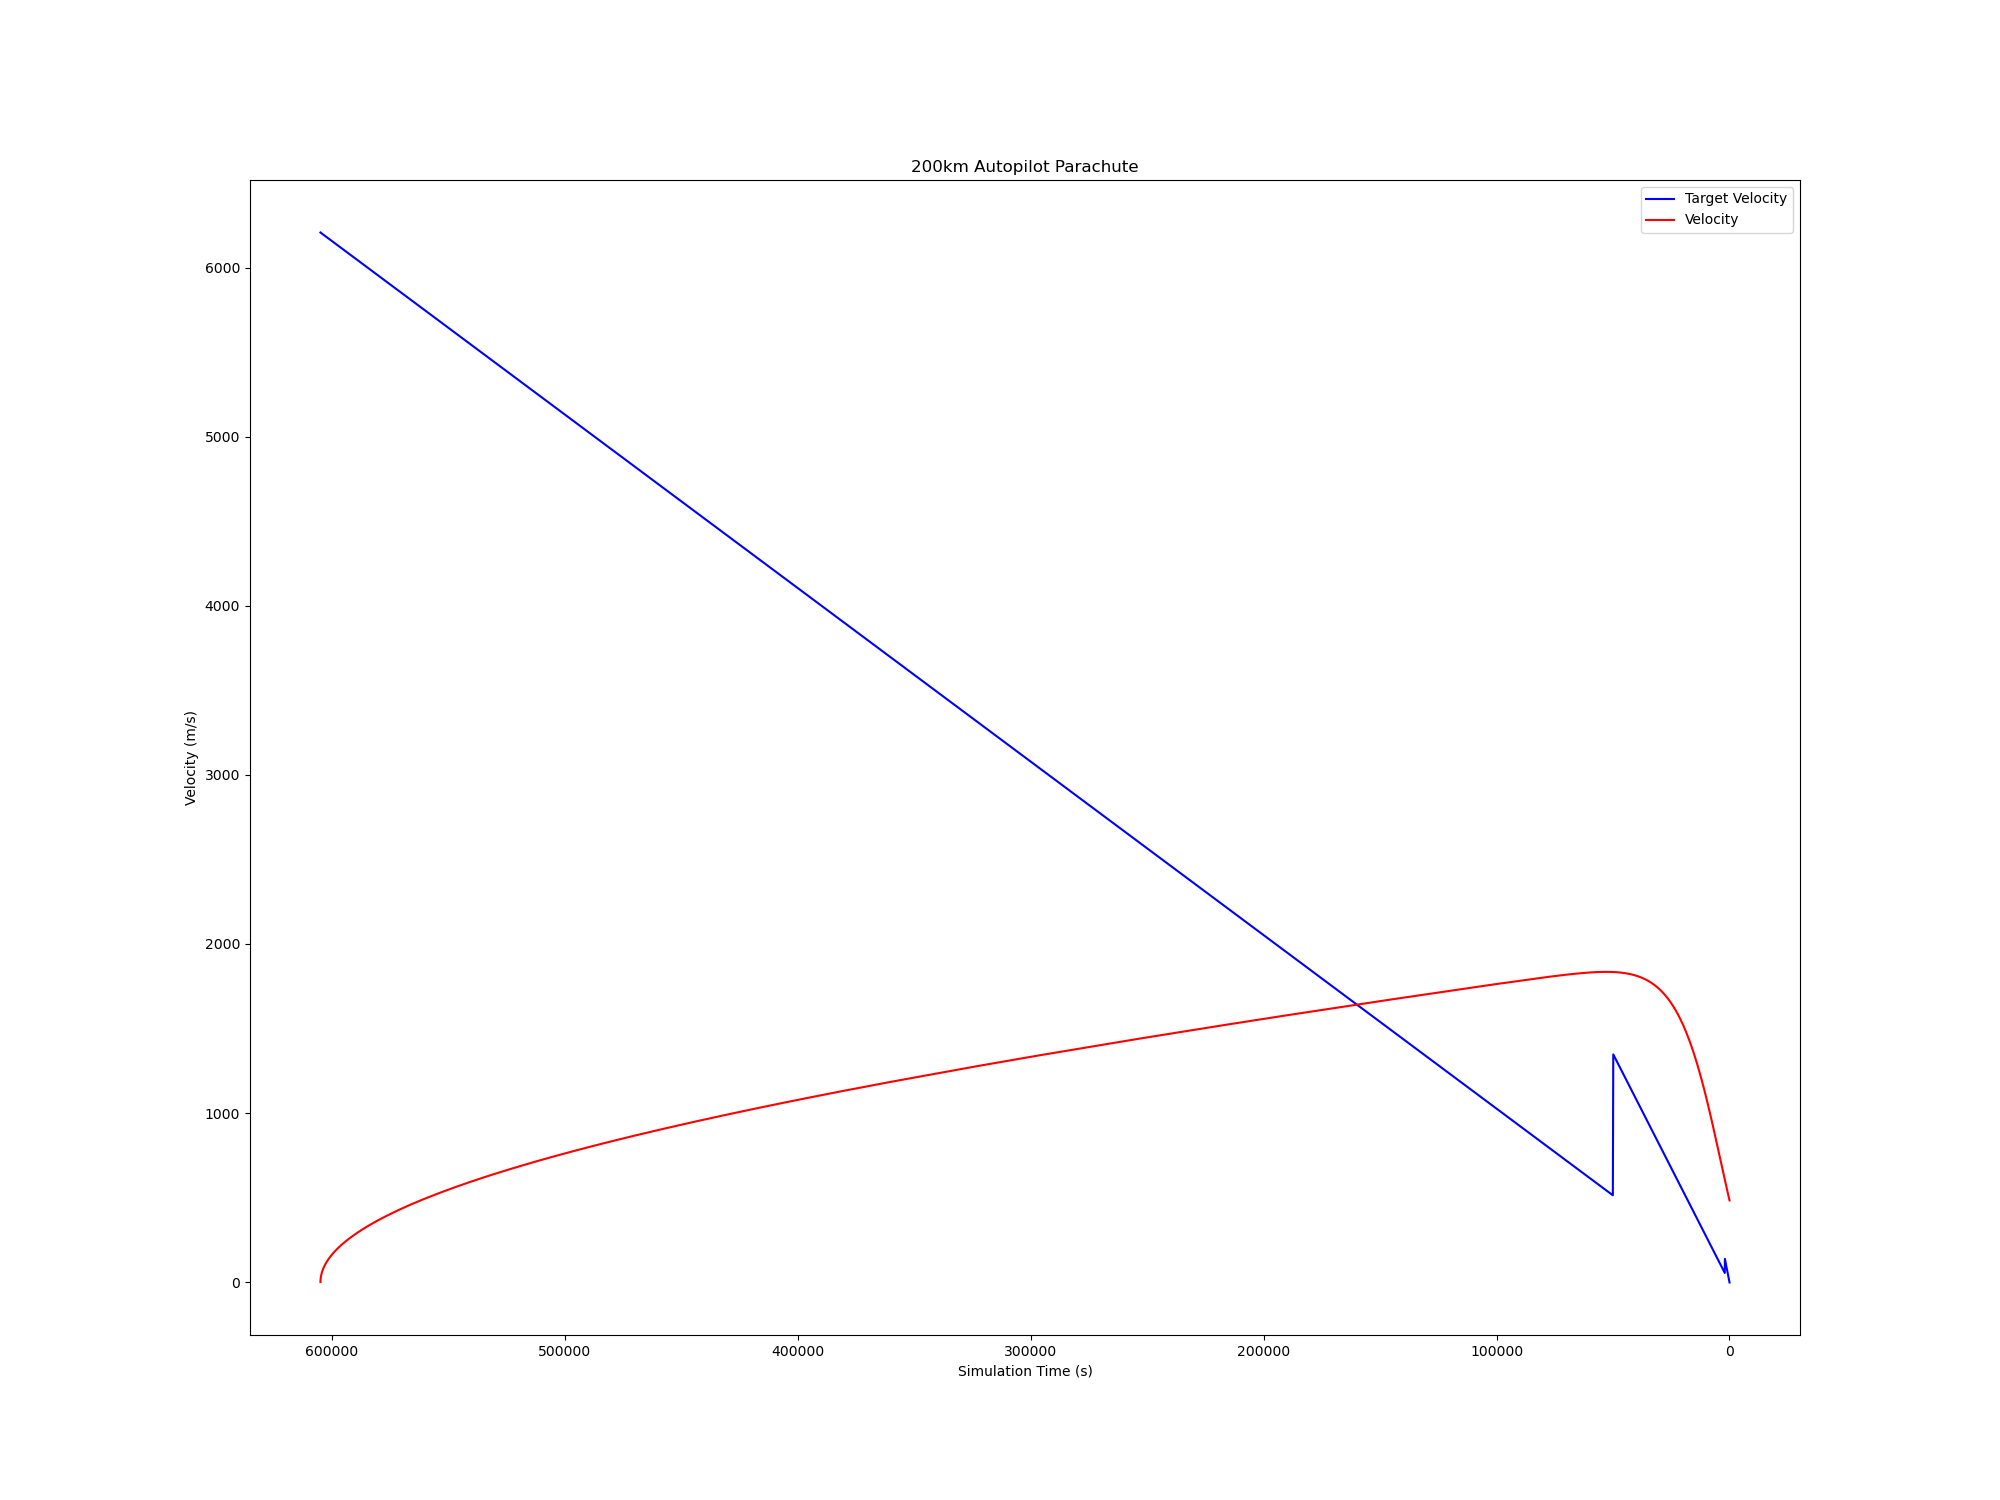 200km Autopilot Parachute
Target Velocity
Velocity
6000
5000
4000
3000
2000
1000
0
Velocity (m/s)
600000
500000
400000
300000
200000
100000
0
Simulation Time (s)